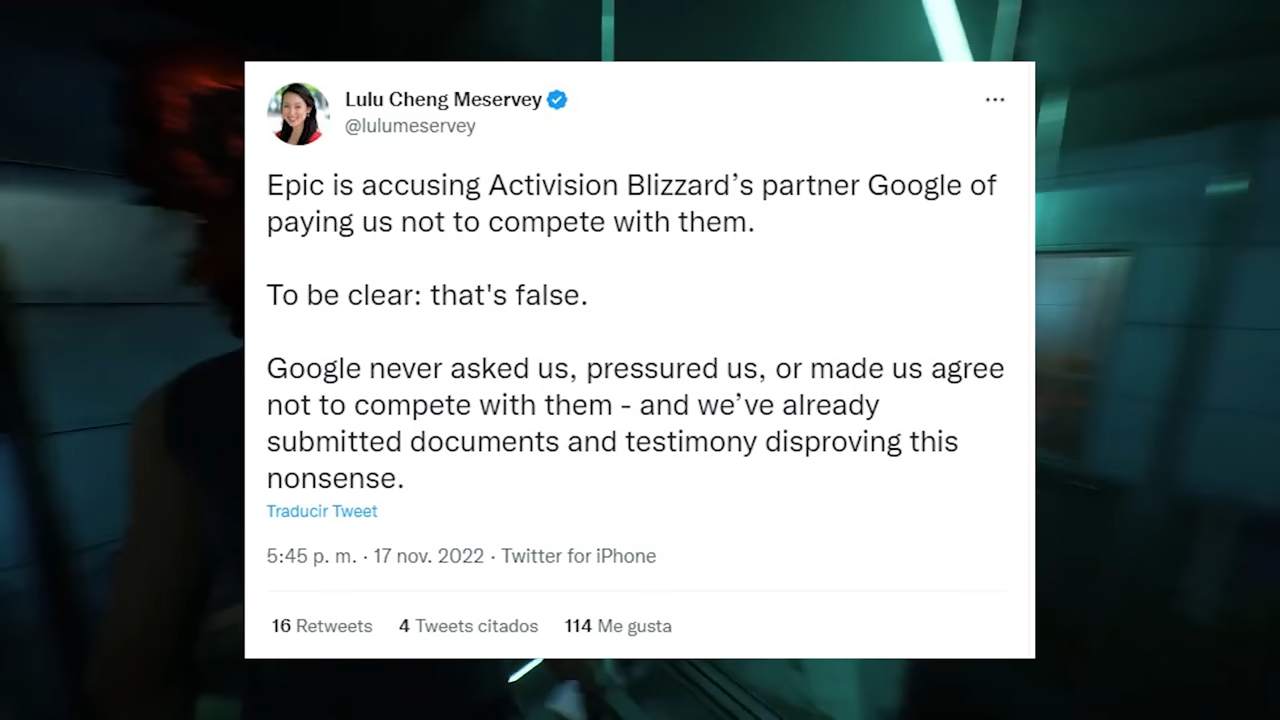 Lulu Cheng Meservey
@lulumeservey
Epic is accusing Activision Blizzard’s partner Google of
paying us not to compete with them.
To be clear: that's false.
Google never asked us, pressured us, or made us agree
not to compete with them - and we’ve already
submitted documents and testimony disproving this
nonsense.
Traducir Tweet
5:45 p. m. · 17 nov. 2022 · Twitter for iPhone
16 Retweets 4 Tweets citados 114 Me gusta